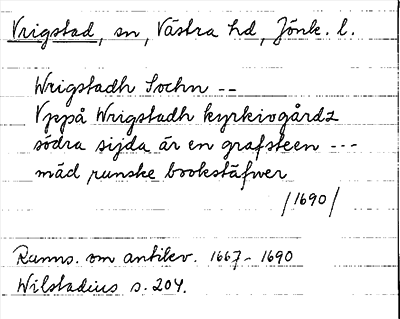 Vrigstad, sn, Västra hd, Jönk. l.
Wrigstadh Sochn --
Vppå Wrigstadh kyrkiogårdz
södra sijda är en grafsteen ---
mäd runske bookstäfwer
/1690/
Runns. om antikv. 1667-1690
Wilstadius s. 204.